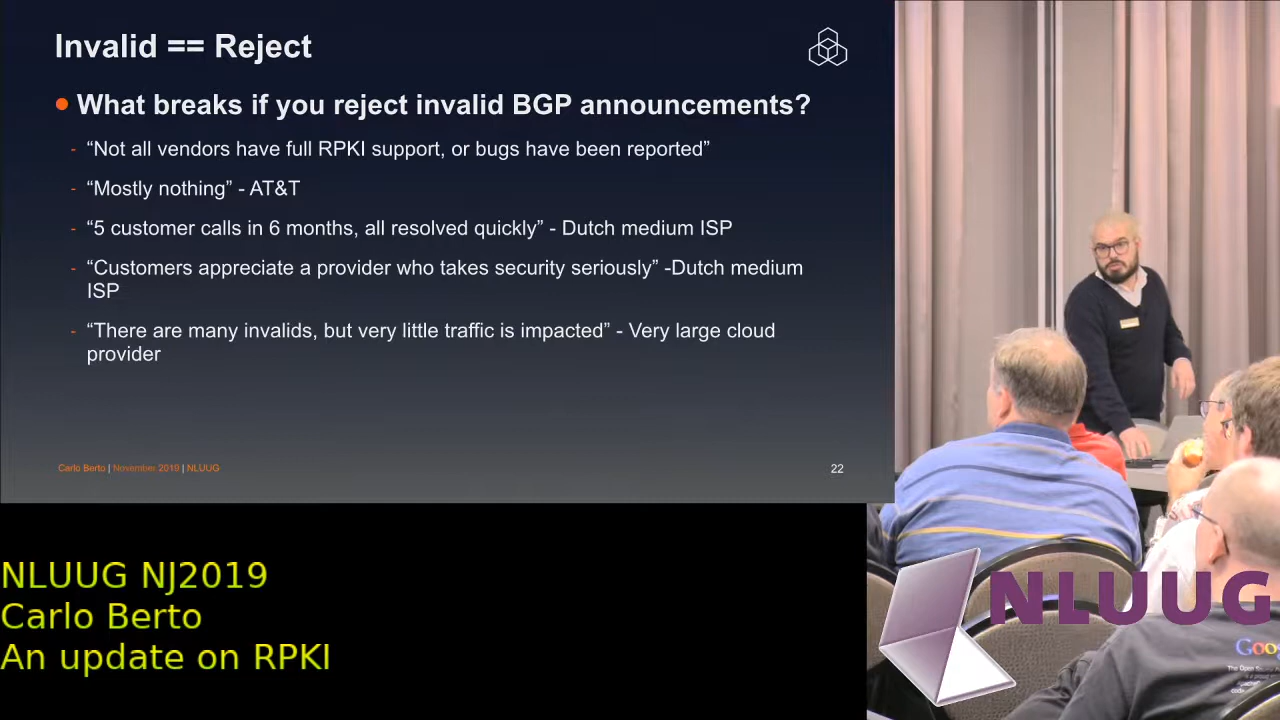 Invalid == Reject
What breaks if you reject invalid BGP announcements?
- “Not all vendors have full RPKI support, or bugs have been reported”
- “Mostly nothing” - AT&T
- “5 customer calls in 6 months, all resolved quickly” - Dutch medium ISP
- “Customers appreciate a provider who takes security seriously” -Dutch medium
ISP
- “There are many invalids, but very little traffic is impacted” - Very large cloud
provider
Carlo Berto | November 2019 | NLUUG
22
NLUUG NJ2019
Carlo Berto
An update on RPKI
NLUUG